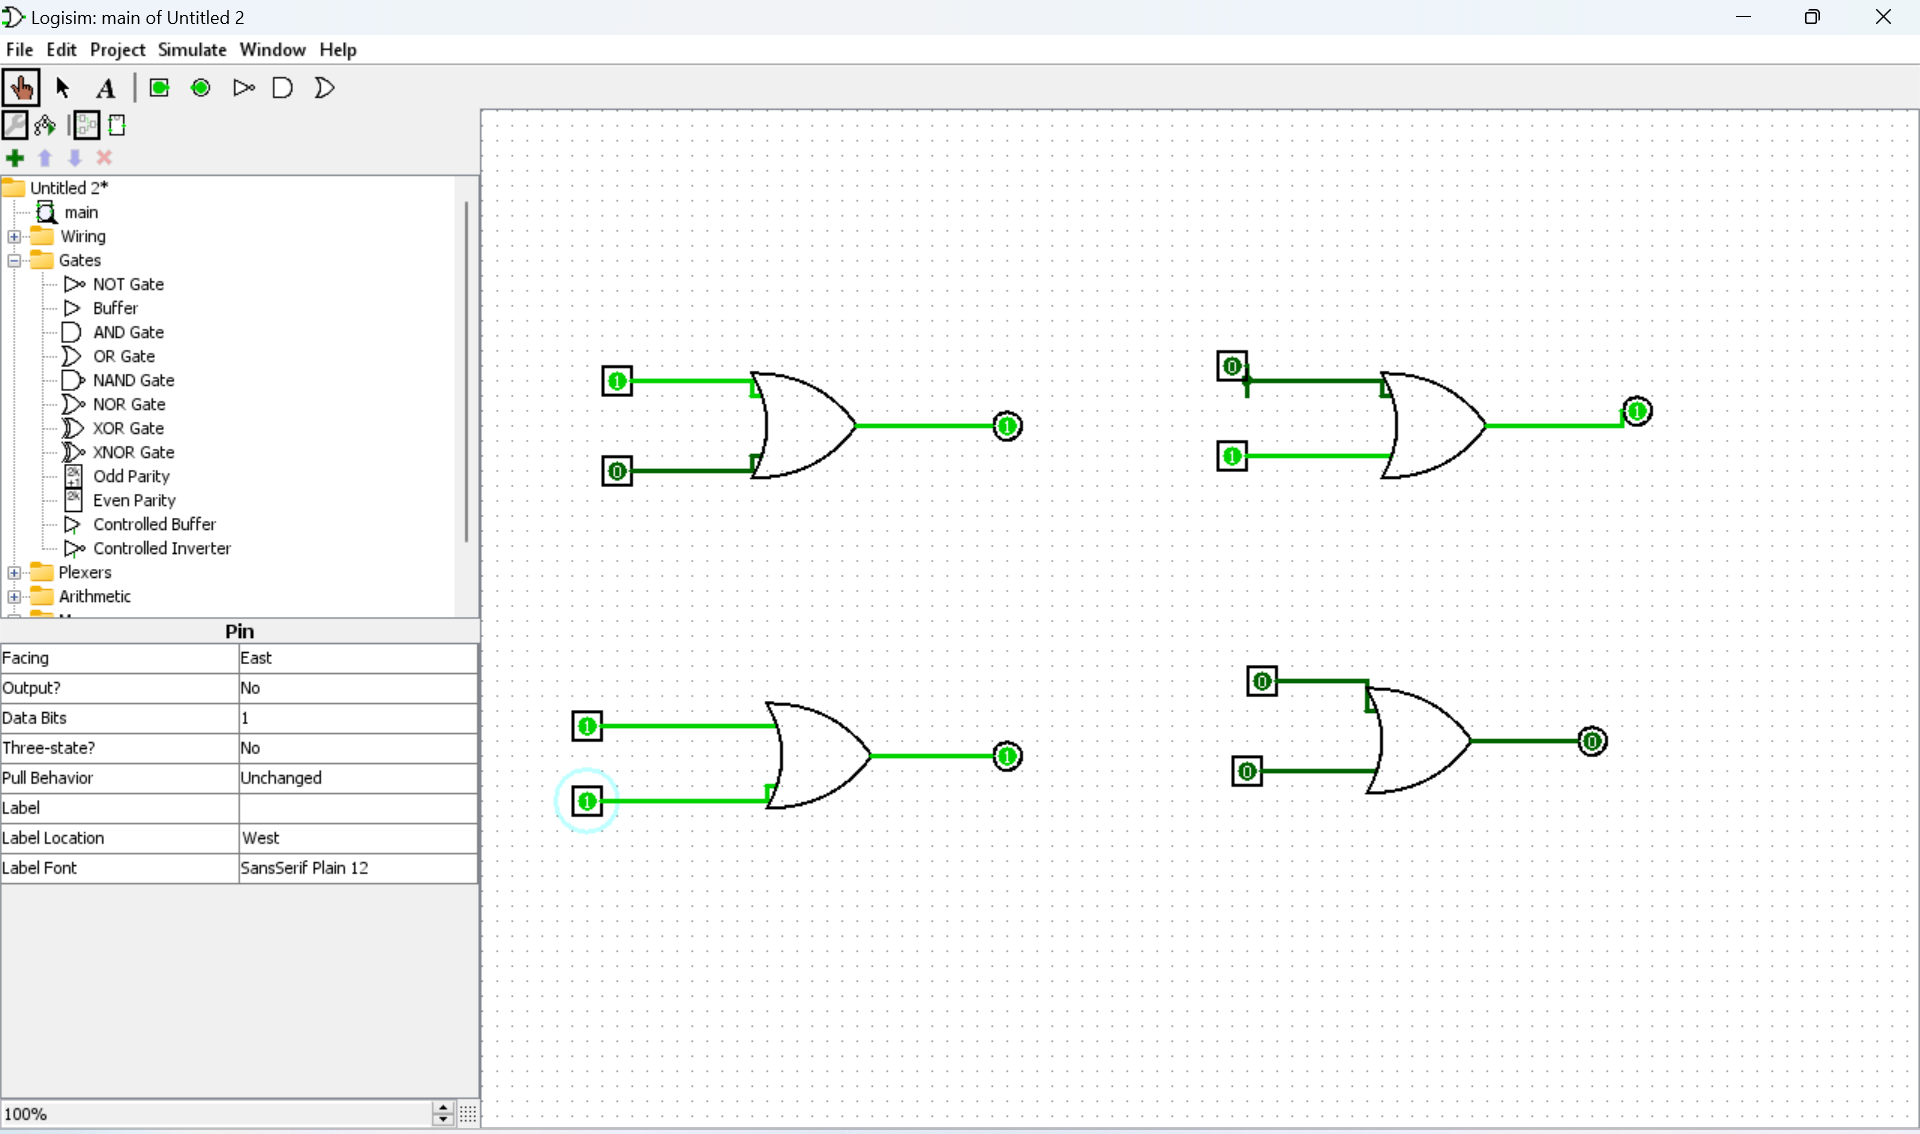 Logisim: main of Untitled 2
File Edit Project Simulate Window Help
A
Untitled 2*
main
Wiring
Gates
NOT Gate
Buffer
AND Gate
OR Gate
NAND Gate
NOR Gate
XOR Gate
XNOR Gate
2k+1 Odd Parity
2k Even Parity
Controlled Buffer
Controlled Inverter
Plexers
Arithmetic
Pin
Facing East
Output? No
Data Bits 1
Three-state? No
Pull Behavior Unchanged
Label
Label Location West
Label Font SansSerif Plain 12
100%
1
0
1
0
1
1
1
1
1
0
0
0